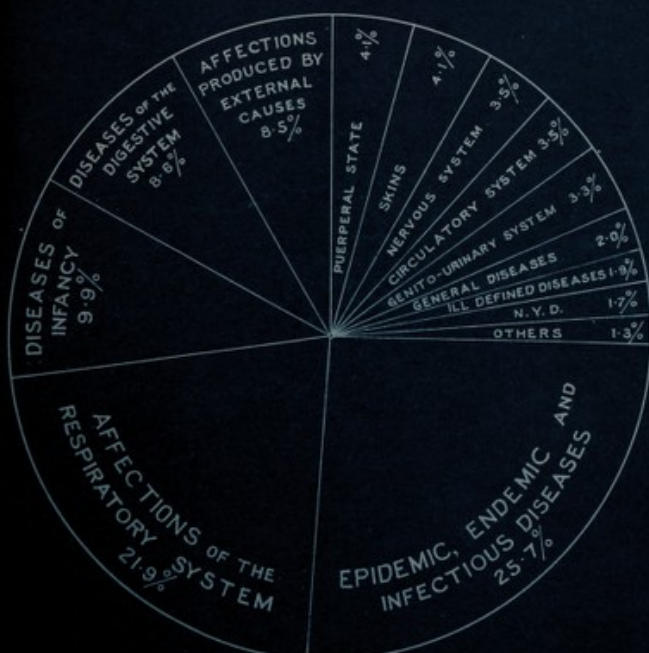 AFFECTIONS
PRODUCED BY
EXTERNAL
CAUSES
8·5%
PUERPERAL STATE 4·1%
SKINS 4·1%
NERVOUS SYSTEM 3·5%
CIRCULATORY SYSTEM 3·5%
GENITO-URINARY SYSTEM 3·3%
GENERAL DISEASES 2·0%
ILL DEFINED DISEASES 1·9%
N.Y.D. 1·7%
OTHERS 1·3%
EPIDEMIC, ENDEMIC AND
INFECTIOUS DISEASES
25·7%
AFFECTIONS OF THE
RESPIRATORY SYSTEM
21·9%
DISEASES OF
INFANCY
9·9%
DISEASES OF THE
DIGESTIVE
SYSTEM